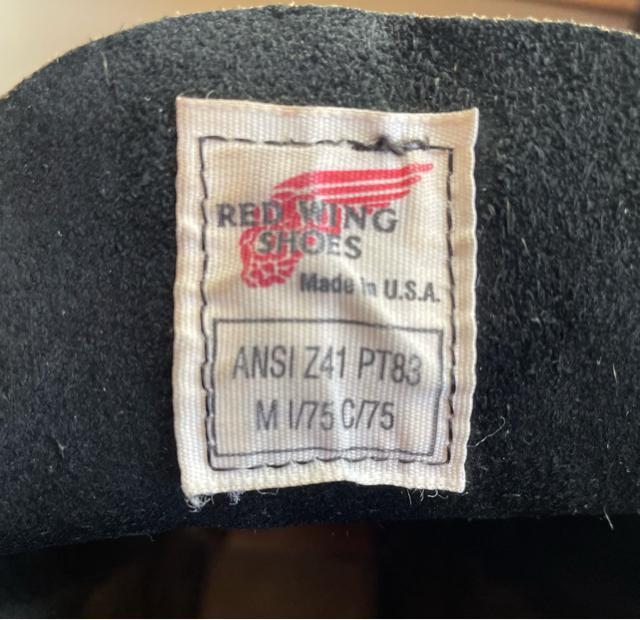 RED WING
SHOES
Made in U.S.A.
ANSI Z41 PT83
M I/75 C/75